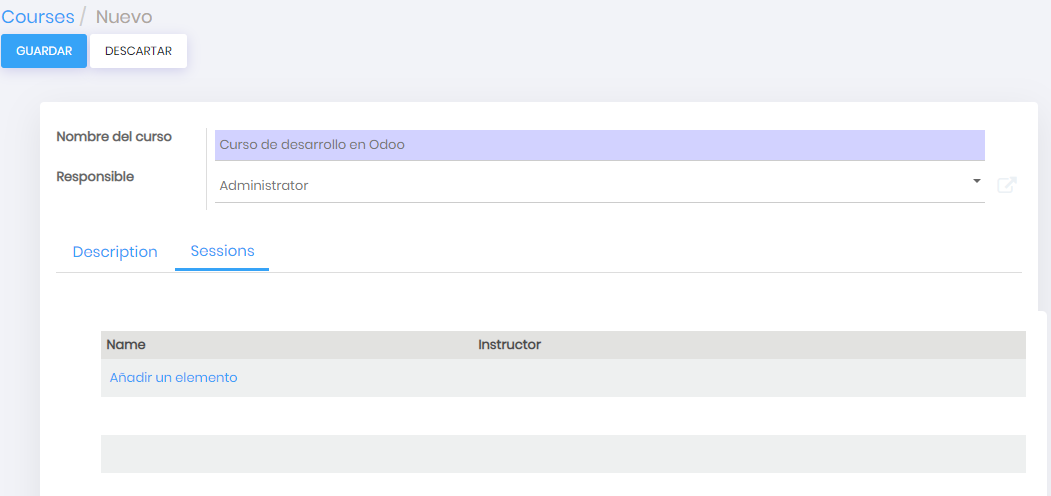 Courses / Nuevo
GUARDAR DESCARTAR
Nombre del curso Curso de desarrollo en Odoo
Responsible Administrator
Description Sessions
Name Instructor
Añadir un elemento